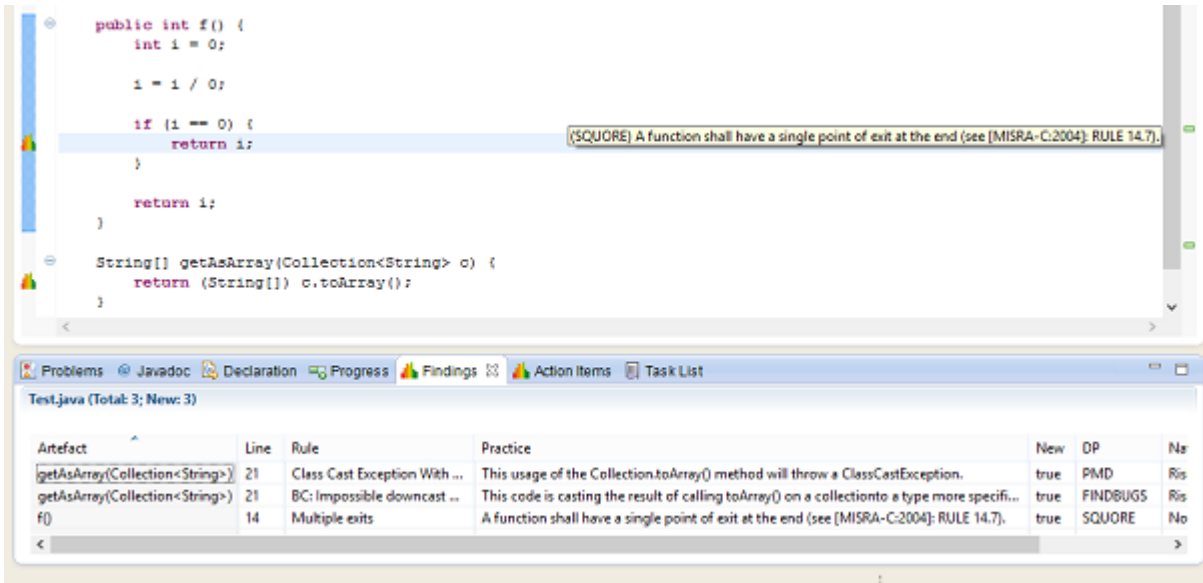 public int f() {
int i = 0;
i = i / 0;
if (i == 0) {
return i;
(SQUORE) A function shall have a single point of exit at the end (see [MISRA-C:2004]: RULE 14.7).
}
return i;
}
String[] getAsArray(Collection<String> c) {
return (String[]) c.toArray();
}
Problems @ Javadoc Declaration Progress Findings Action Items Task List
Test.java (Total: 3; New: 3)
Artefact Line Rule Practice New DP Na
getAsArray(Collection<String>) 21 Class Cast Exception With ... This usage of the Collection.toArray() method will throw a ClassCastException. true PMD Ris
getAsArray(Collection<String>) 21 BC: Impossible downcast ... This code is casting the result of calling toArray() on a collectionto a type more specifi... true FINDBUGS Ris
f() 14 Multiple exits A function shall have a single point of exit at the end (see [MISRA-C:2004]: RULE 14.7). true SQUORE No